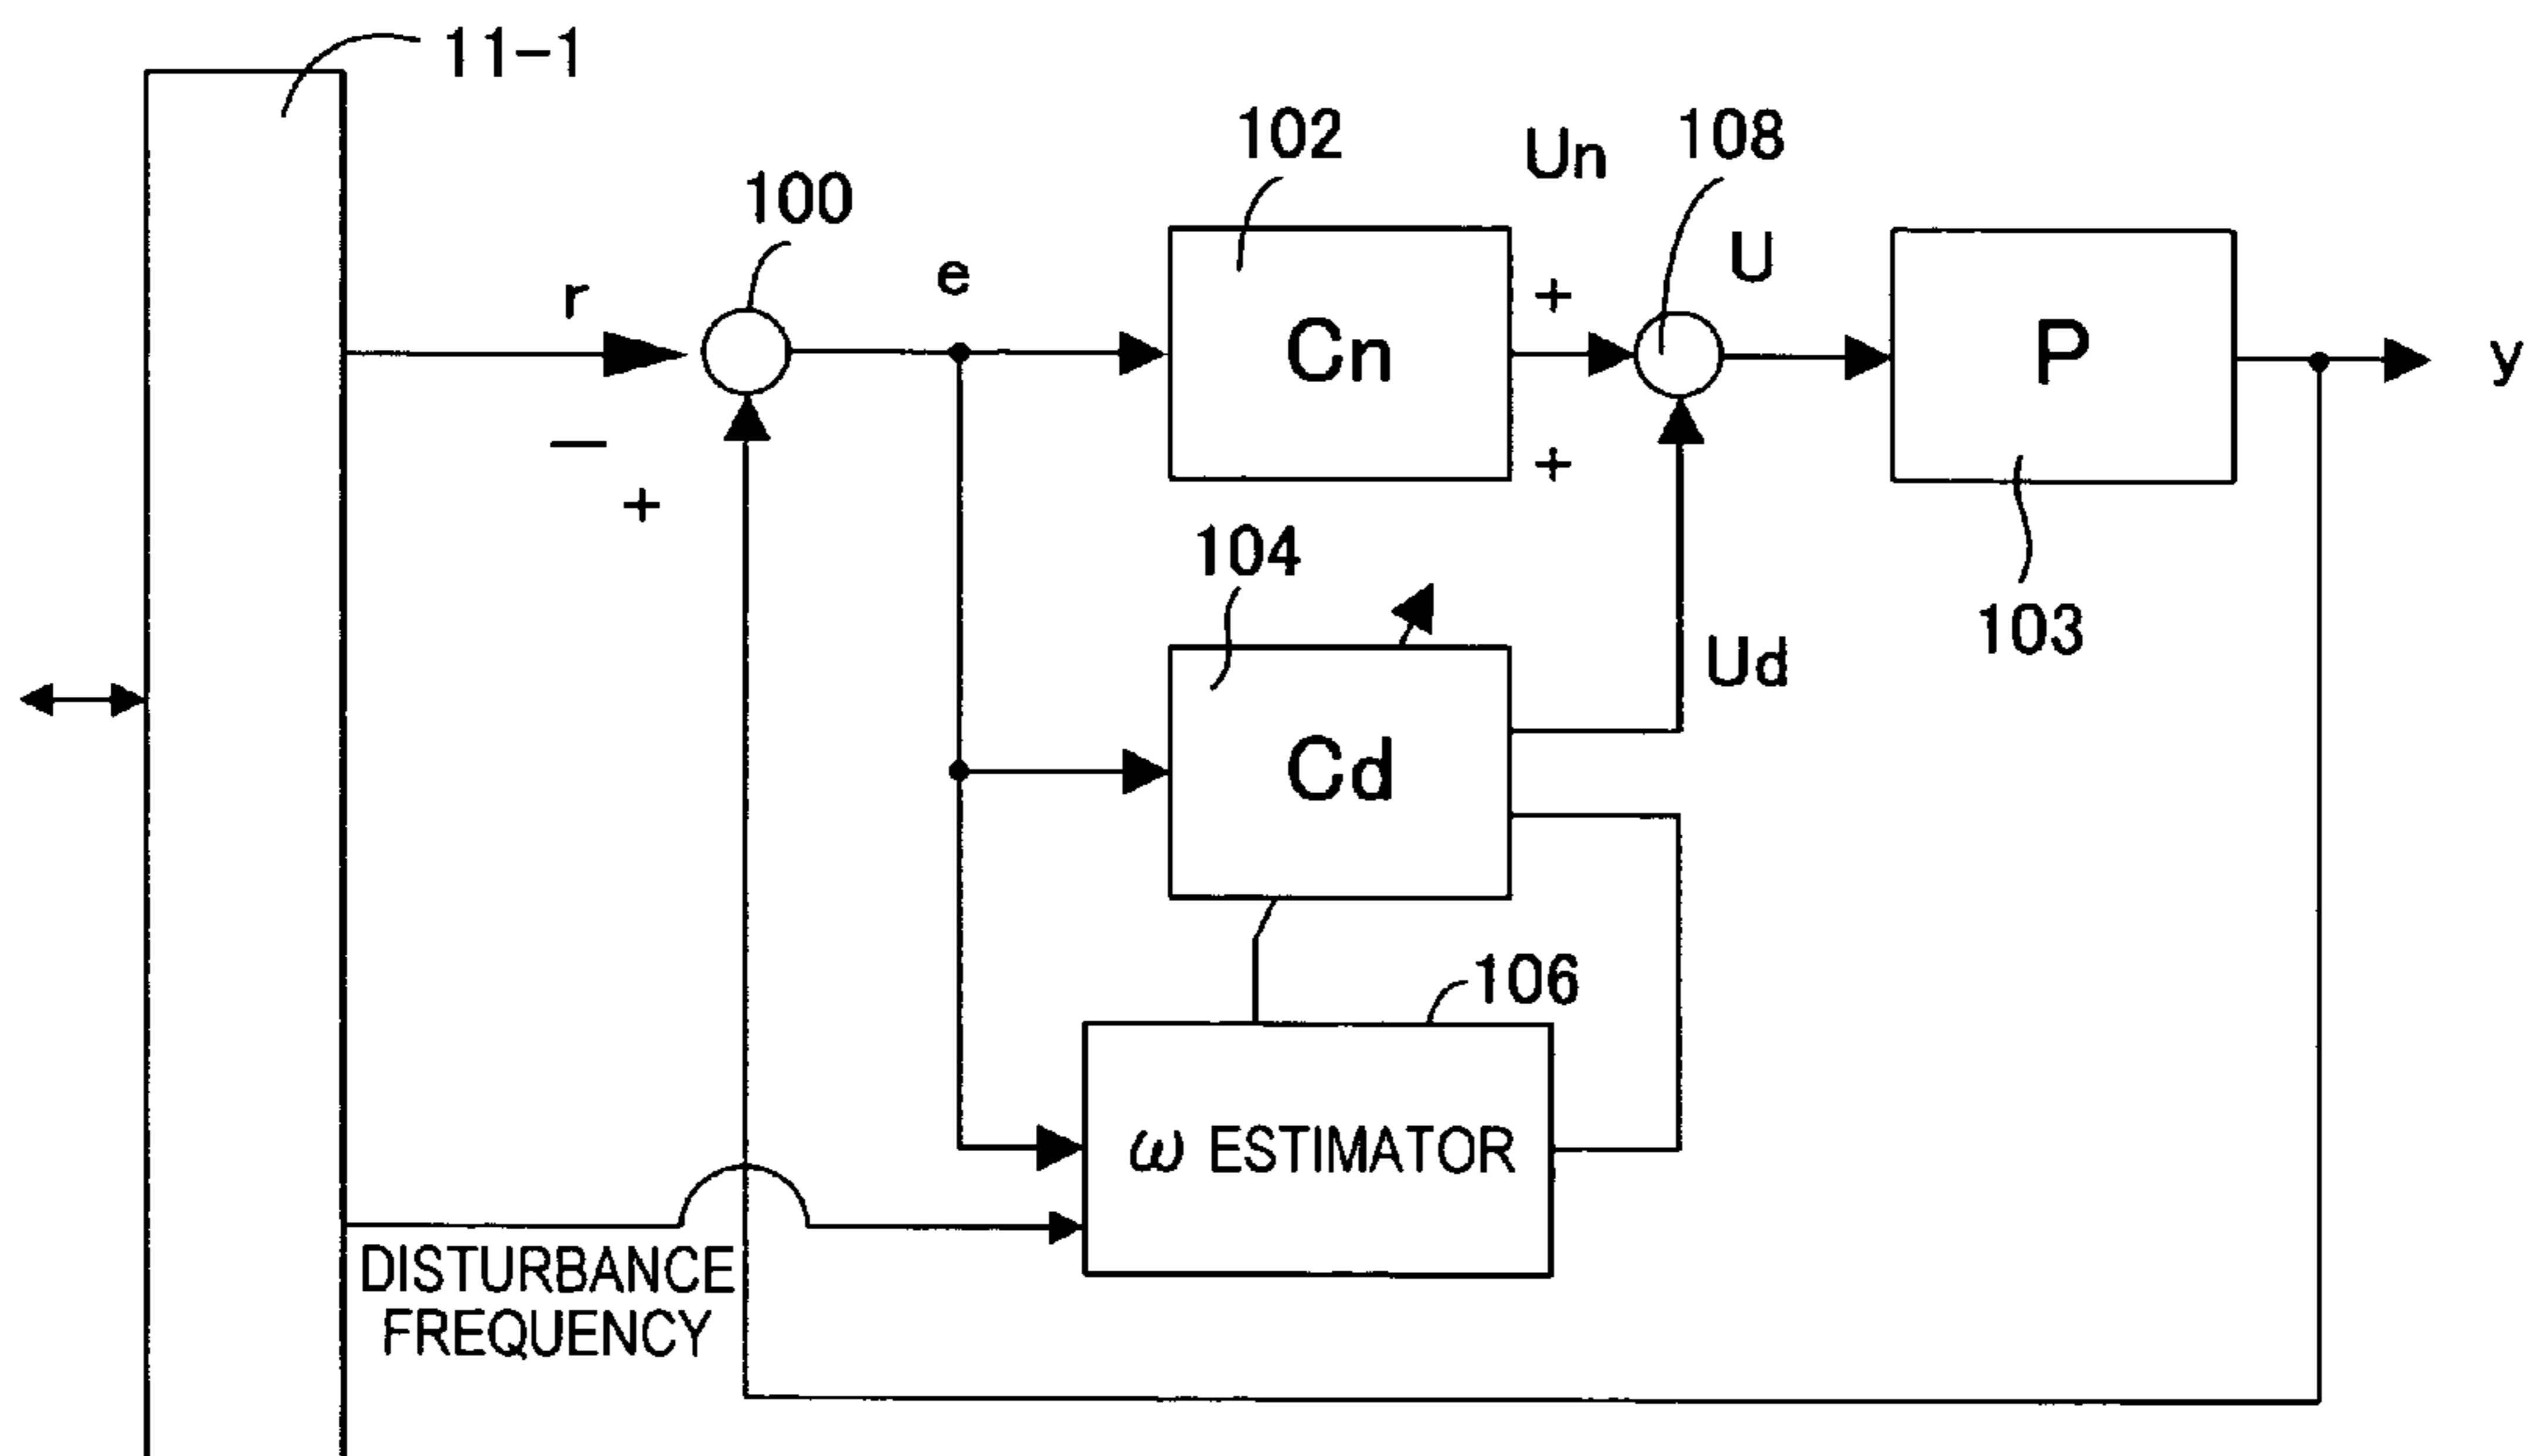 11-1
102
Un
108
100
r
e
U
+
Cn
P
y
−
+
+
104
103
Ud
Cd
106
ω ESTIMATOR
DISTURBANCE
FREQUENCY